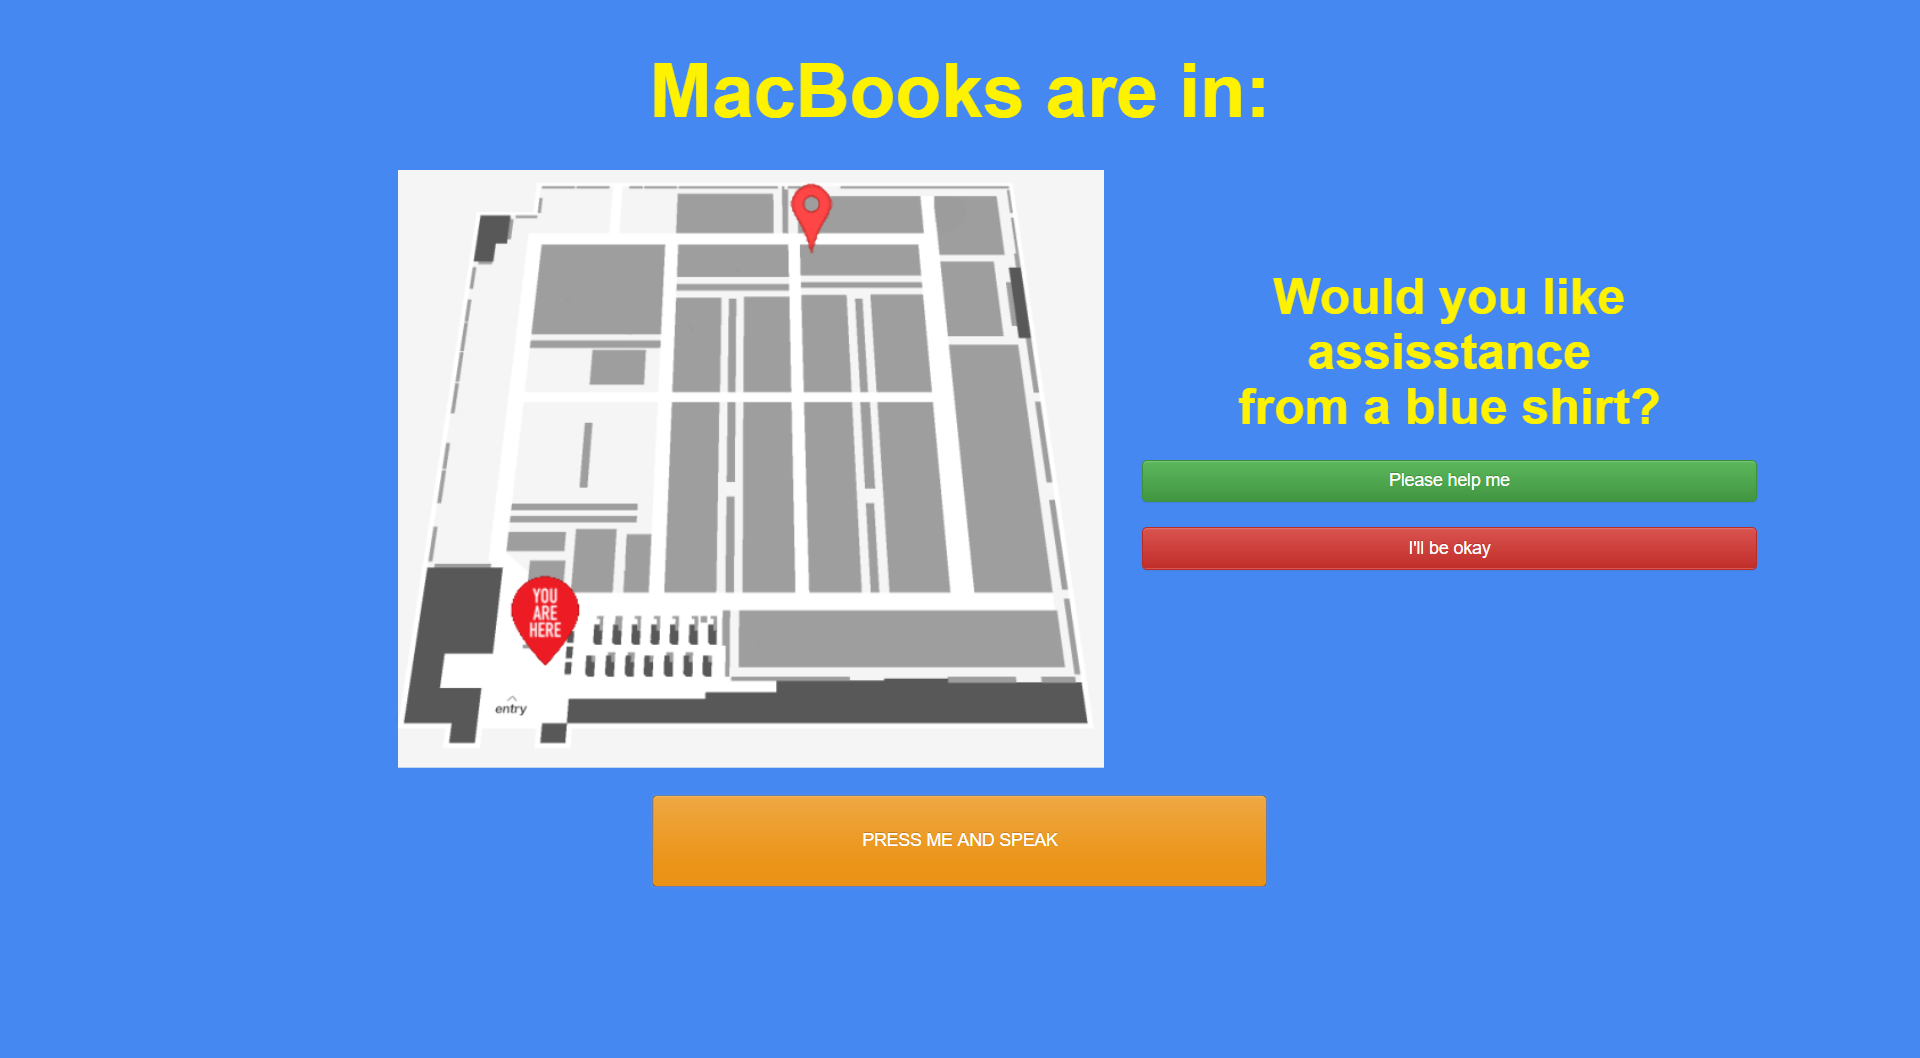 MacBooks are in:
Would you like
assisstance
from a blue shirt?
Please help me
I'll be okay
YOU
ARE
HERE
entry
PRESS ME AND SPEAK